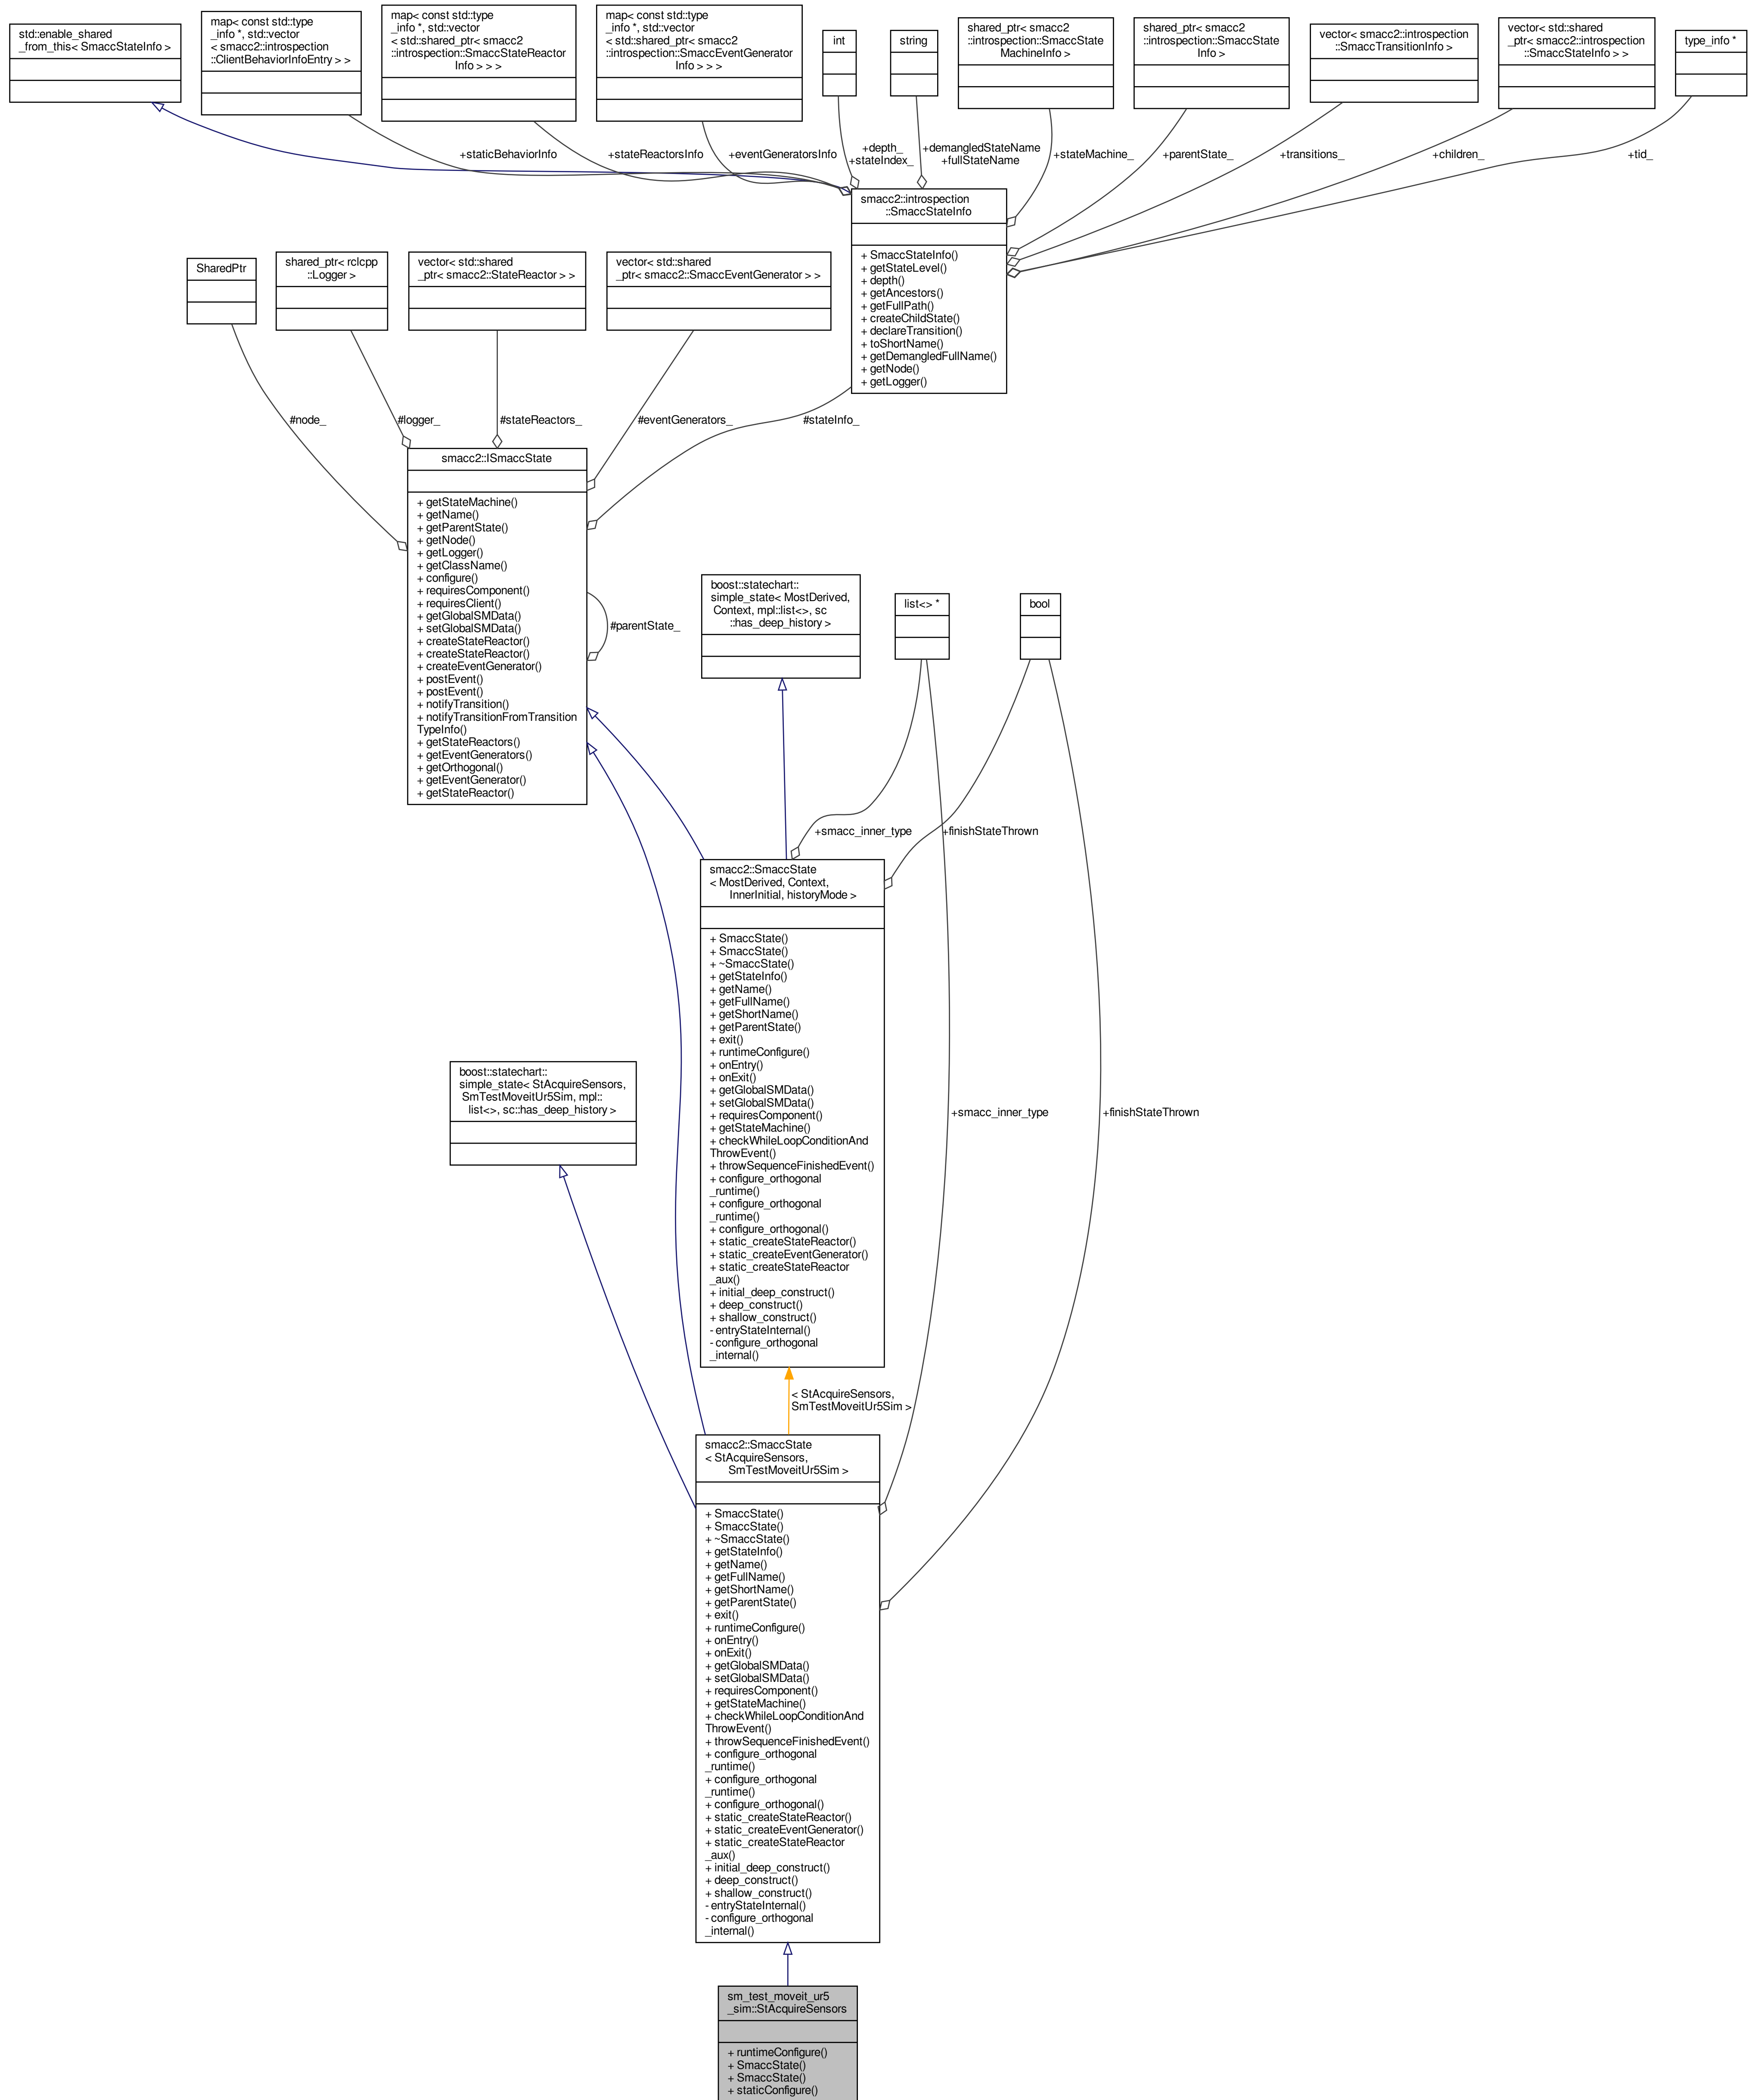 std::enable_shared
_from_this< SmaccStateInfo >
map< const std::type
_info *, std::vector
< smacc2::introspection
::ClientBehaviorInfoEntry > >
map< const std::type
_info *, std::vector
< std::shared_ptr< smacc2
::introspection::SmaccStateReactor
Info > > >
map< const std::type
_info *, std::vector
< std::shared_ptr< smacc2
::introspection::SmaccEventGenerator
Info > > >
int
string
shared_ptr< smacc2
::introspection::SmaccState
MachineInfo >
shared_ptr< smacc2
::introspection::SmaccState
Info >
vector< smacc2::introspection
::SmaccTransitionInfo >
vector< std::shared
_ptr< smacc2::introspection
::SmaccStateInfo > >
type_info *
+staticBehaviorInfo
+stateReactorsInfo
+eventGeneratorsInfo
+depth_
+stateIndex_
+demangledStateName
+fullStateName
+stateMachine_
+parentState_
+transitions_
+children_
+tid_
smacc2::introspection
::SmaccStateInfo
+ SmaccStateInfo()
+ getStateLevel()
+ depth()
+ getAncestors()
+ getFullPath()
+ createChildState()
+ declareTransition()
+ toShortName()
+ getDemangledFullName()
+ getNode()
+ getLogger()
SharedPtr
shared_ptr< rclcpp
::Logger >
vector< std::shared
_ptr< smacc2::StateReactor > >
vector< std::shared
_ptr< smacc2::SmaccEventGenerator > >
#node_
#logger_
#stateReactors_
#eventGenerators_
#stateInfo_
smacc2::ISmaccState
+ getStateMachine()
+ getName()
+ getParentState()
+ getNode()
+ getLogger()
+ getClassName()
+ configure()
+ requiresComponent()
+ requiresClient()
+ getGlobalSMData()
+ setGlobalSMData()
+ createStateReactor()
+ createStateReactor()
+ createEventGenerator()
+ postEvent()
+ postEvent()
+ notifyTransition()
+ notifyTransitionFromTransition
TypeInfo()
+ getStateReactors()
+ getEventGenerators()
+ getOrthogonal()
+ getEventGenerator()
+ getStateReactor()
#parentState_
boost::statechart::
simple_state< MostDerived,
Context, mpl::list<>, sc
::has_deep_history >
list<> *
bool
+smacc_inner_type
+finishStateThrown
smacc2::SmaccState
< MostDerived, Context,
InnerInitial, historyMode >
+ SmaccState()
+ SmaccState()
+ ~SmaccState()
+ getStateInfo()
+ getName()
+ getFullName()
+ getShortName()
+ getParentState()
+ exit()
+ runtimeConfigure()
+ onEntry()
+ onExit()
+ getGlobalSMData()
+ setGlobalSMData()
+ requiresComponent()
+ getStateMachine()
+ checkWhileLoopConditionAnd
ThrowEvent()
+ throwSequenceFinishedEvent()
+ configure_orthogonal
_runtime()
+ configure_orthogonal
_runtime()
+ configure_orthogonal()
+ static_createStateReactor()
+ static_createEventGenerator()
+ static_createStateReactor
_aux()
+ initial_deep_construct()
+ deep_construct()
+ shallow_construct()
- entryStateInternal()
- configure_orthogonal
_internal()
boost::statechart::
simple_state< StAcquireSensors,
SmTestMoveitUr5Sim, mpl::
list<>, sc::has_deep_history >
+smacc_inner_type
+finishStateThrown
< StAcquireSensors,
SmTestMoveitUr5Sim >
smacc2::SmaccState
< StAcquireSensors,
SmTestMoveitUr5Sim >
+ SmaccState()
+ SmaccState()
+ ~SmaccState()
+ getStateInfo()
+ getName()
+ getFullName()
+ getShortName()
+ getParentState()
+ exit()
+ runtimeConfigure()
+ onEntry()
+ onExit()
+ getGlobalSMData()
+ setGlobalSMData()
+ requiresComponent()
+ getStateMachine()
+ checkWhileLoopConditionAnd
ThrowEvent()
+ throwSequenceFinishedEvent()
+ configure_orthogonal
_runtime()
+ configure_orthogonal
_runtime()
+ configure_orthogonal()
+ static_createStateReactor()
+ static_createEventGenerator()
+ static_createStateReactor
_aux()
+ initial_deep_construct()
+ deep_construct()
+ shallow_construct()
- entryStateInternal()
- configure_orthogonal
_internal()
sm_test_moveit_ur5
_sim::StAcquireSensors
+ runtimeConfigure()
+ SmaccState()
+ SmaccState()
+ staticConfigure()